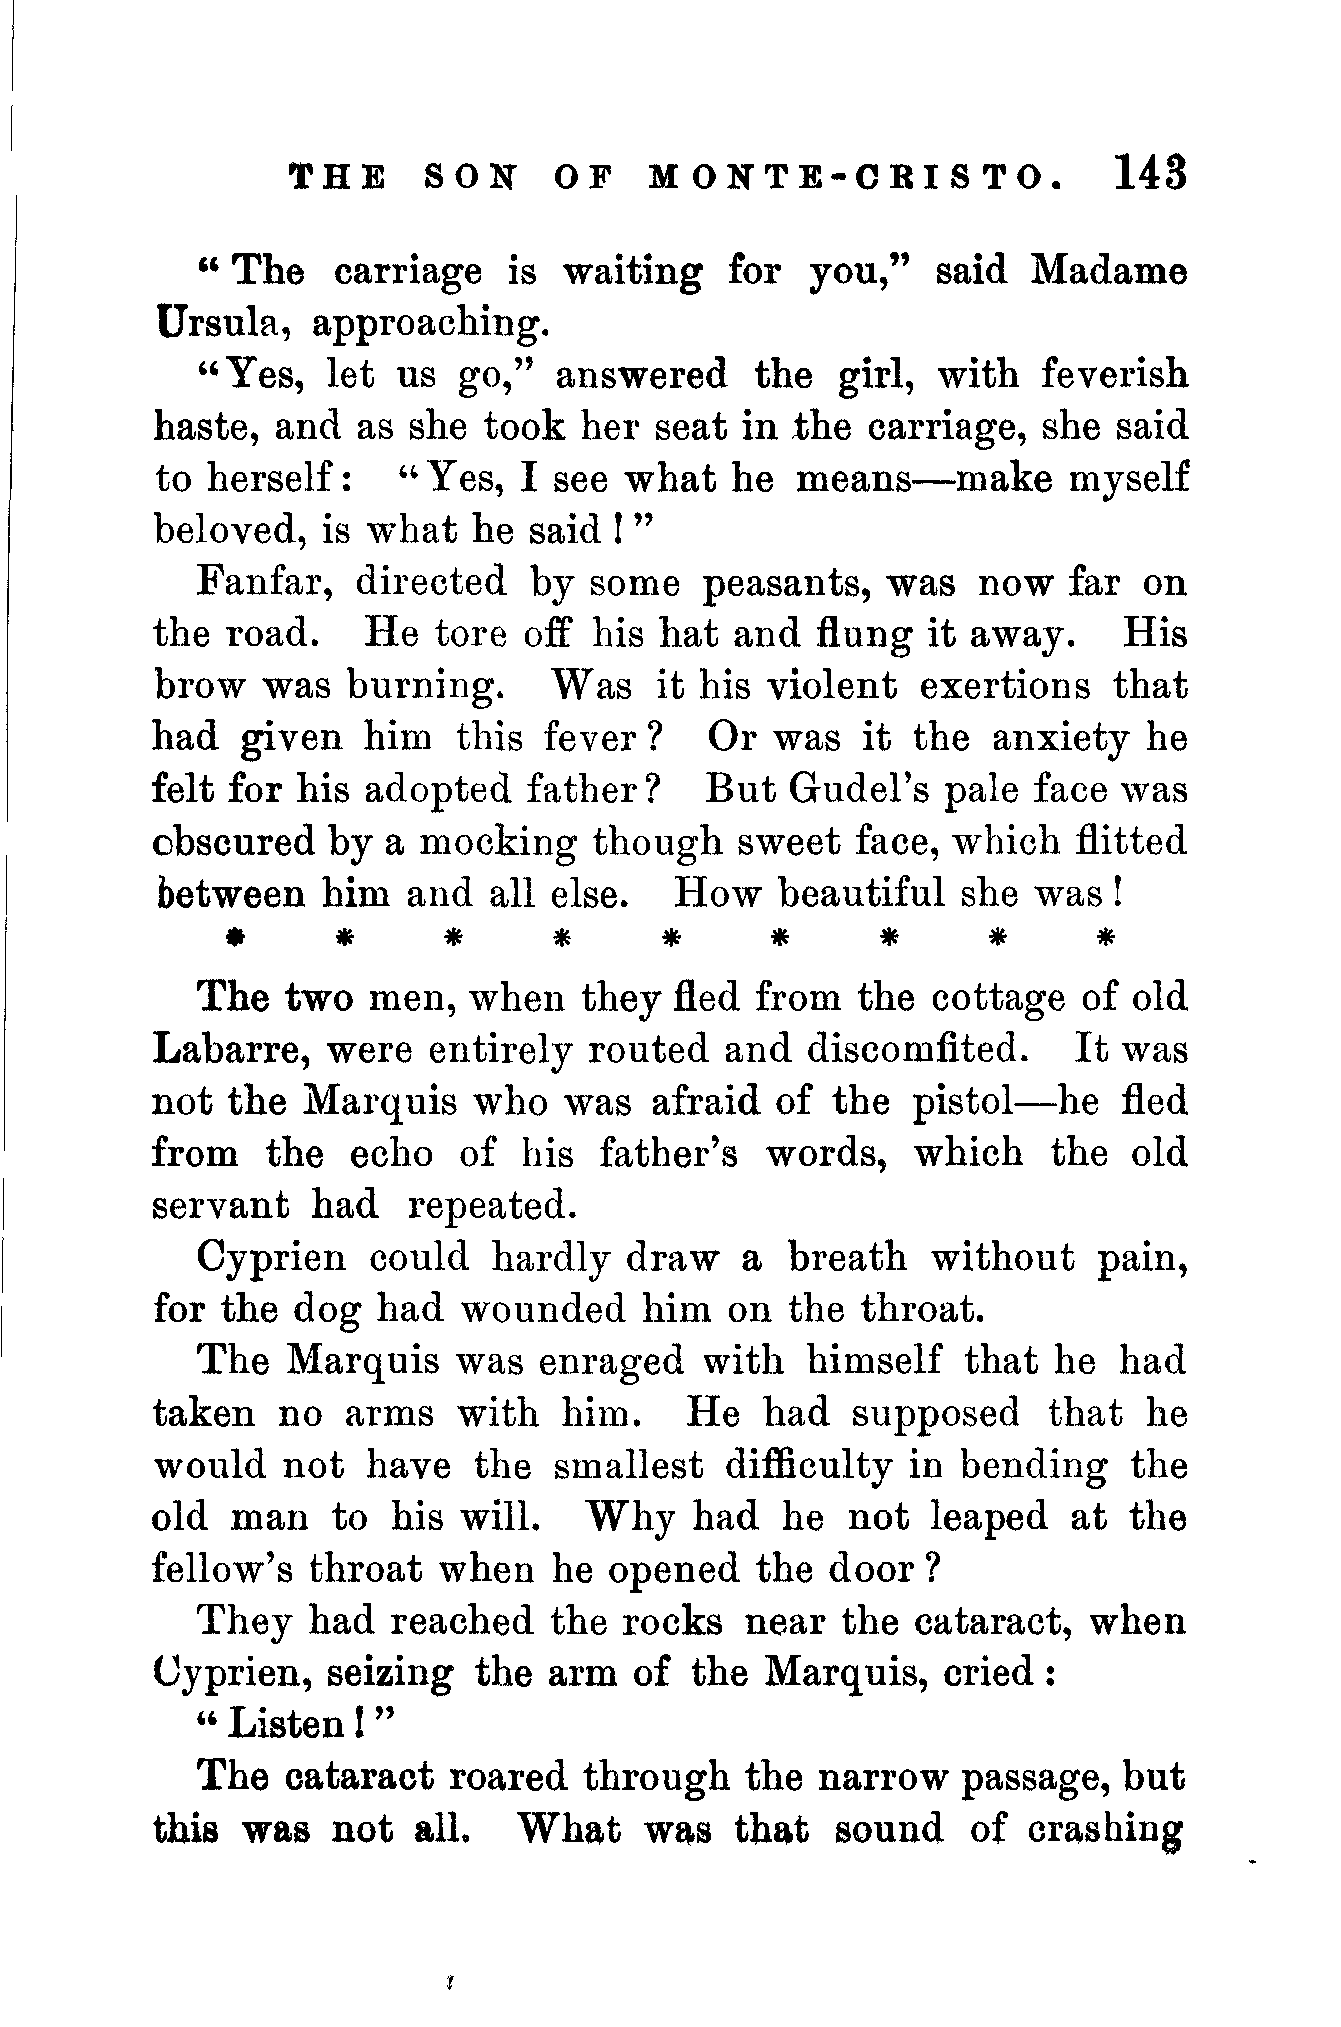 THE SON OF MONTE-CRISTO. 143
“ The carriage is waiting for you,” said Madame
Ursula, approaching.
“Yes, let us go,” answered the girl, with feverish
haste, and as she took her seat in the carriage, she said
to herself: “ Yes, I see what he means—make myself
beloved, is what he said ! ”
Fanfar, directed by some peasants, was now far on
the road. He tore off his hat and flung it away. His
brow was burning. Was it his violent exertions that
had given him this fever ? Or was it the anxiety he
felt for his adopted father ? But Gudel’s pale face was
obscured by a mocking though sweet face, which flitted
between him and all else. How beautiful she was !
* * * * * * * * *
The two men, when they fled from the cottage of old
Labarre, were entirely routed and discomfited. It was
not the Marquis who was afraid of the pistol—he fled
from the echo of his father’s words, which the old
servant had repeated.
Cyprien could hardly draw a breath without pain,
for the dog had wounded him on the throat.
The Marquis was enraged with himself that he had
taken no arms with him. He had supposed that he
would not have the smallest difficulty in bending the
old man to his will. Why had he not leaped at the
fellow’s throat when he opened the door ?
They had reached the rocks near the cataract, when
Cyprien, seizing the arm of the Marquis, cried :
“ Listen ! ”
The cataract roared through the narrow passage, but
this was not all. What was that sound of crashing